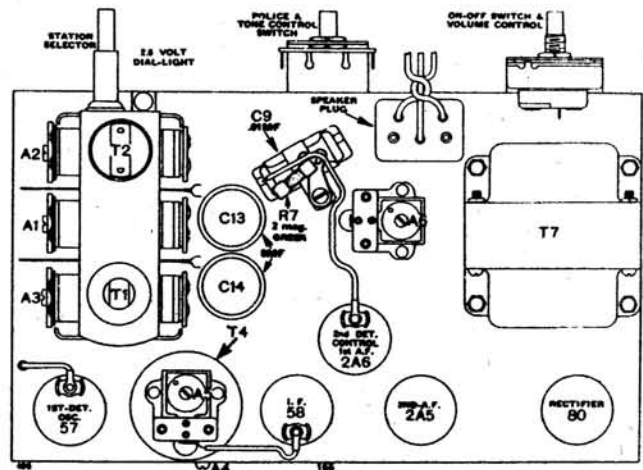 STATION
SELECTOR
2.5 VOLT
DIAL-LIGHT
POLICE &
TONE CONTROL
SWITCH
ON-OFF SWITCH &
VOLUME CONTROL
SPEAKER
PLUG
C9
A2
T2
R7
2 meg.
GREEN
A1
C13
T7
A3
T1
C14
T4
2nd DET.
CONTROL
1st A.F.
2A6
1ST-DET.
OSC.
57
I.F.
58
2ND-A.F.
2A5
RECTIFIER
80